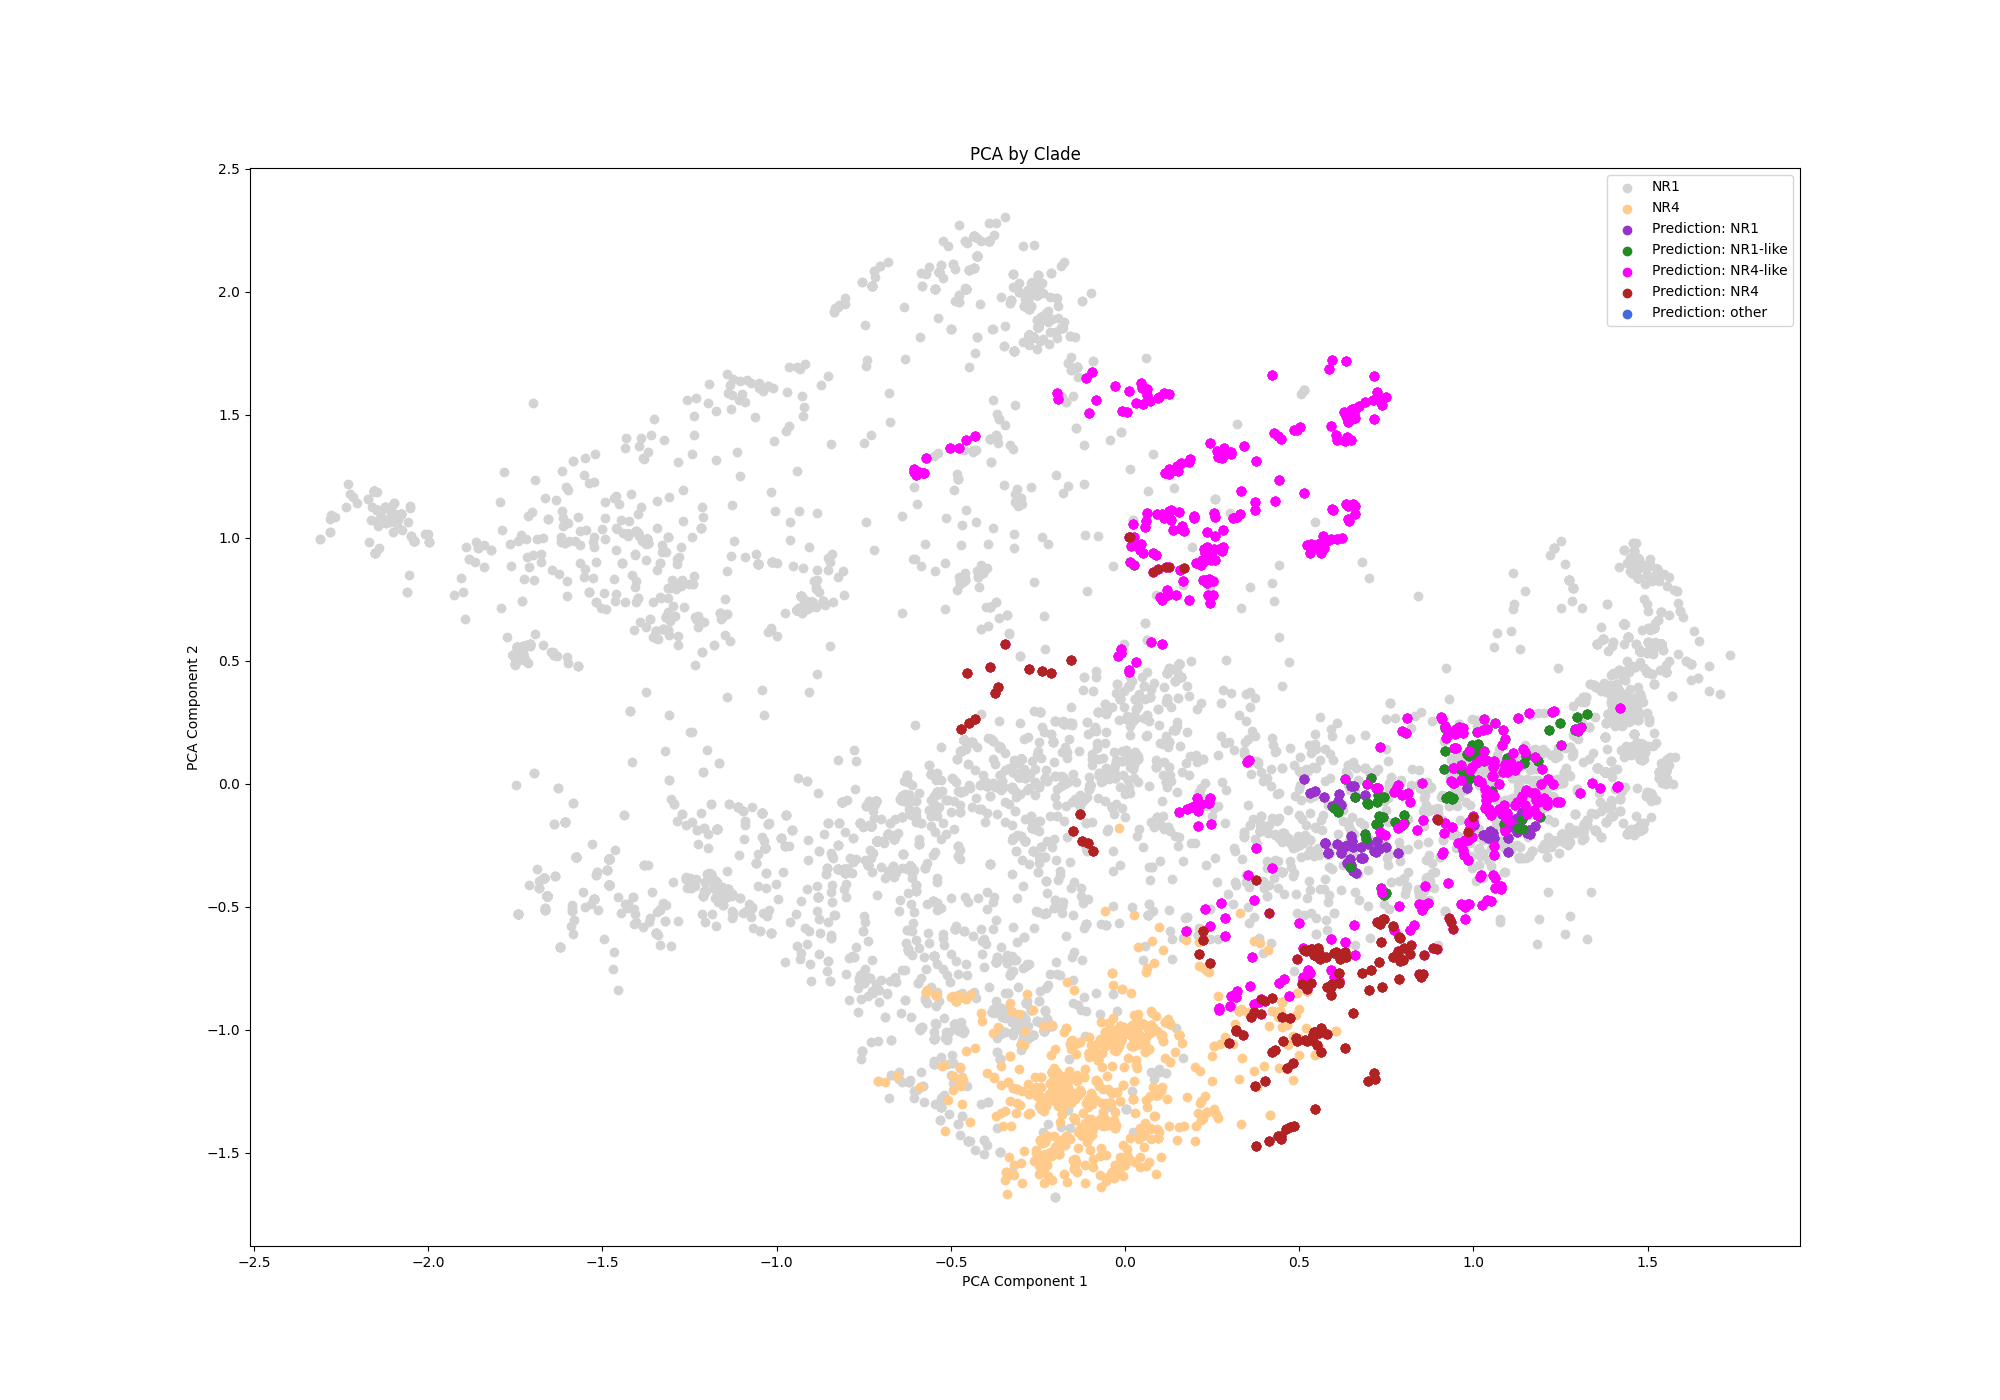 PCA by Clade
2.5
2.0
1.5
1.0
0.5
0.0
−0.5
−1.0
−1.5
PCA Component 2
NR1
NR4
Prediction: NR1
Prediction: NR1-like
Prediction: NR4-like
Prediction: NR4
Prediction: other
−2.5 −2.0 −1.5 −1.0 −0.5 0.0 0.5 1.0 1.5
PCA Component 1